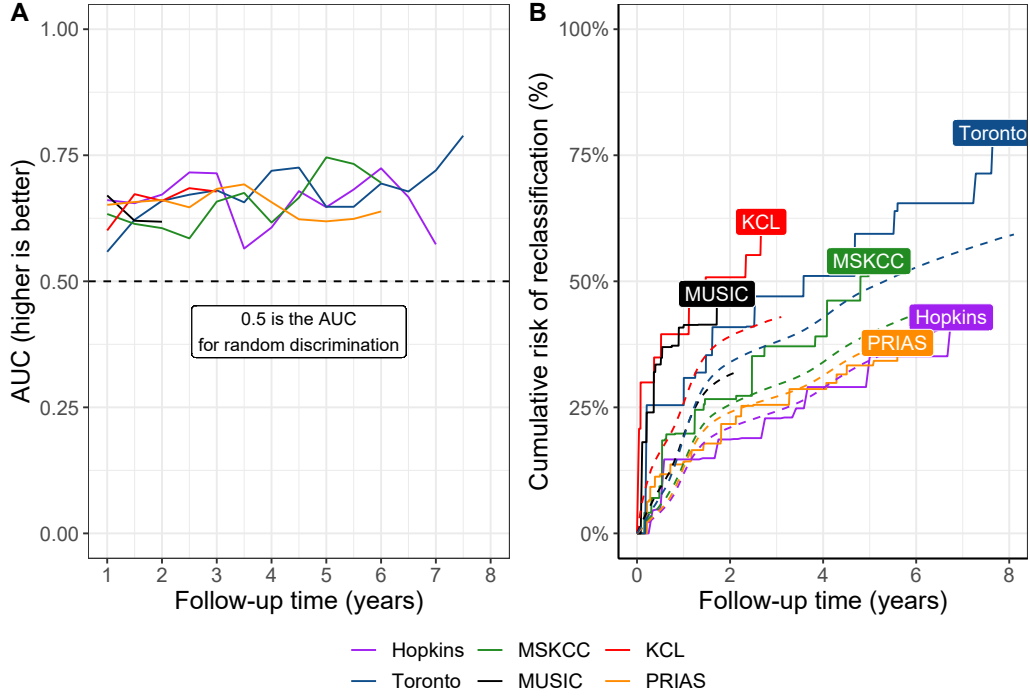 A
B
AUC (higher is better)
1.00
0.75
0.50
0.25
0.00
0.5 is the AUC
for random discrimination
1 2 3 4 5 6 7 8
Follow-up time (years)
Cumulative risk of reclassification (%)
100%
75%
50%
25%
0%
Toronto
KCL
MSKCC
MUSIC
Hopkins
PRIAS
0 2 4 6 8
Follow-up time (years)
Hopkins MSKCC KCL
Toronto MUSIC PRIAS